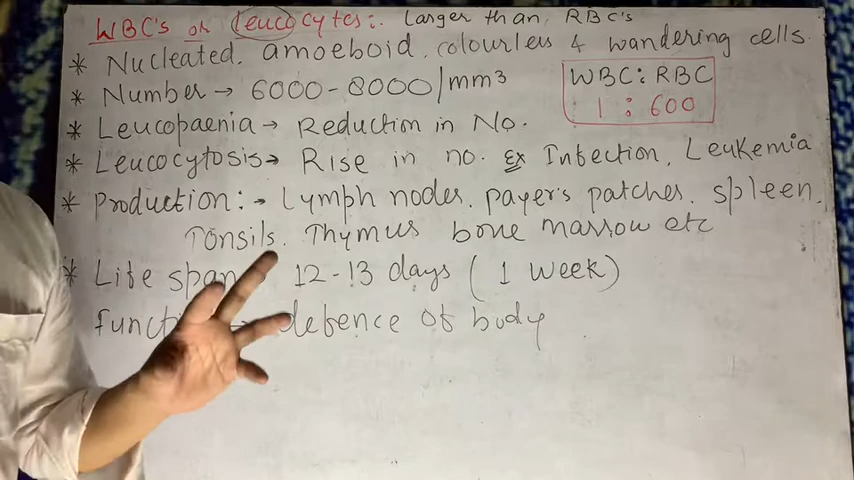 WBC's or Leucocytes:. Larger than, RBC's
* Nucleated, amoeboid, colourless & wandering cells
* Number → 6000-8000/mm³
WBC: RBC
1 : 600
* Leucopaenia → Reduction in No.
* Leucocytosis → Rise in no. Ex Infection, Leukemia
* Production: → Lymph nodes, payer's patches, spleen,
Tonsils, Thymus bone marrow etc
* Life span 12-13 days (1 week)
defence of body